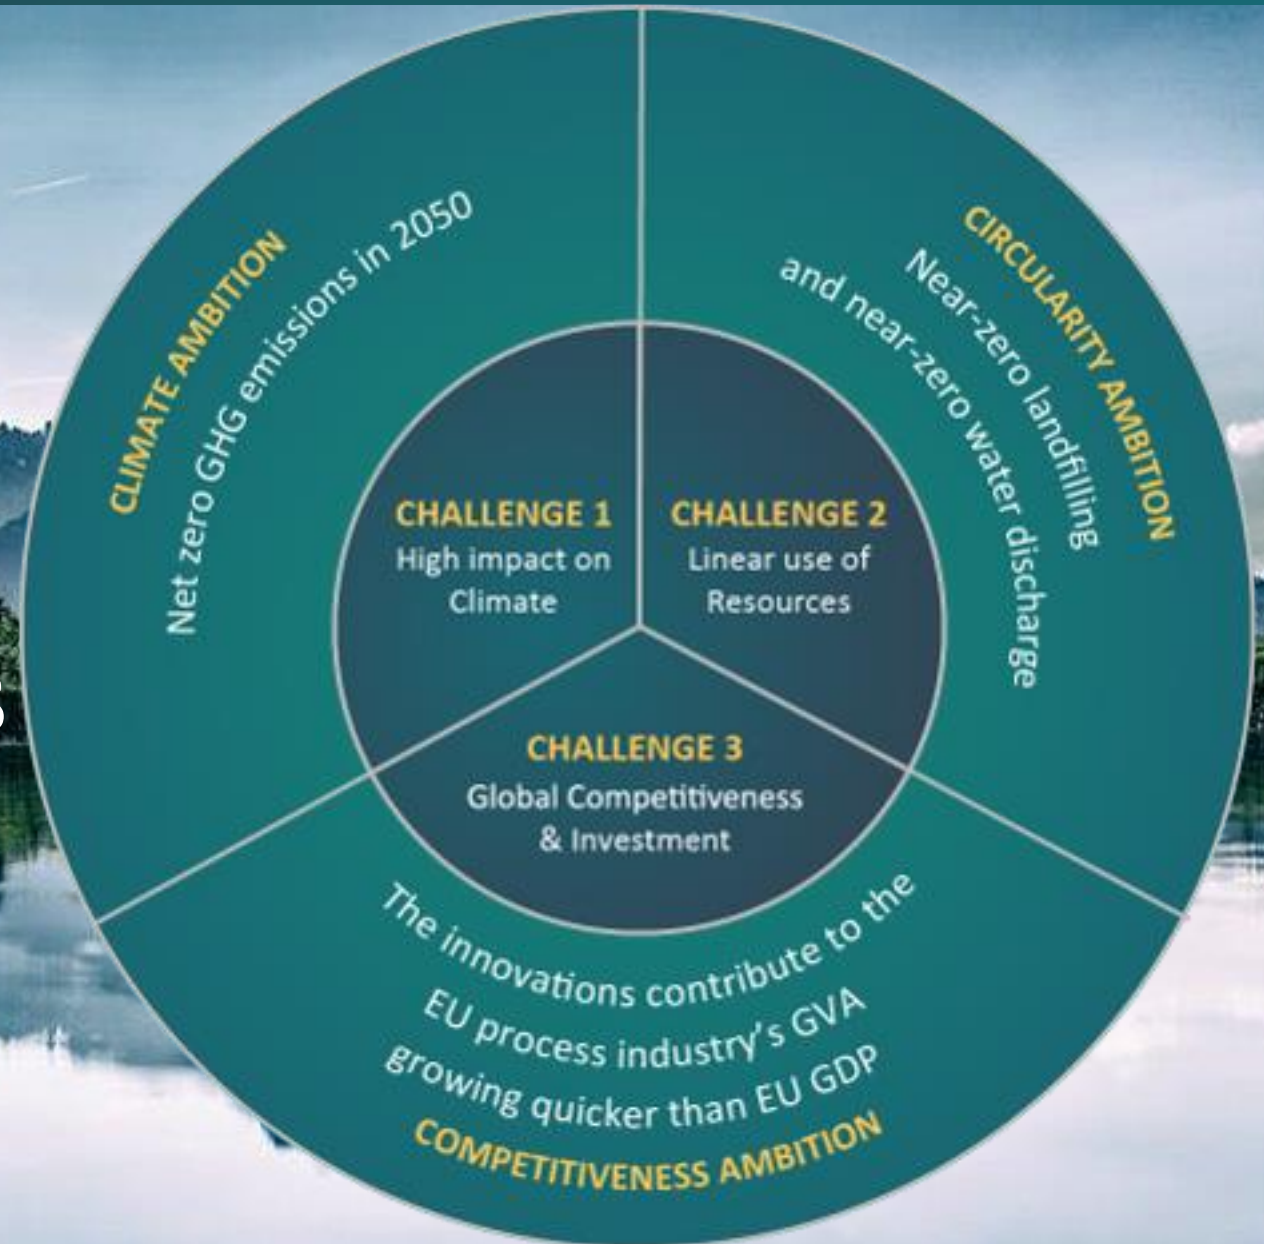 CLIMATE AMBITION
Net zero GHG emissions in 2050
CIRCULARITY AMBITION
Near-zero landfilling
and near-zero water discharge
CHALLENGE 1
High impact on
Climate
CHALLENGE 2
Linear use of
Resources
CHALLENGE 3
Global Competitiveness
& Investment
The innovations contribute to the
EU process industry's GVA
growing quicker than EU GDP
COMPETITIVENESS AMBITION